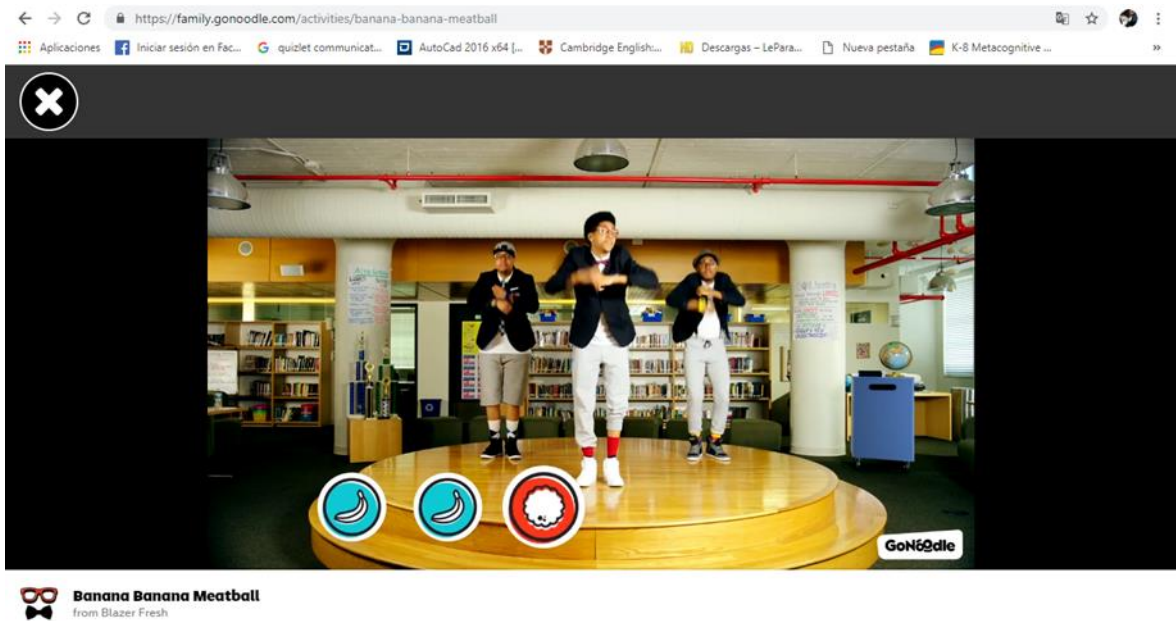 https://family.gonoodle.com/activities/banana-banana-meatball
Aplicaciones Iniciar sesión en Fac... quizlet communicat... AutoCad 2016 x64 [... Cambridge English:... Descargas – LePara... Nueva pestaña K-8 Metacognitive ... »
GoNoodle
Banana Banana Meatball
from Blazer Fresh